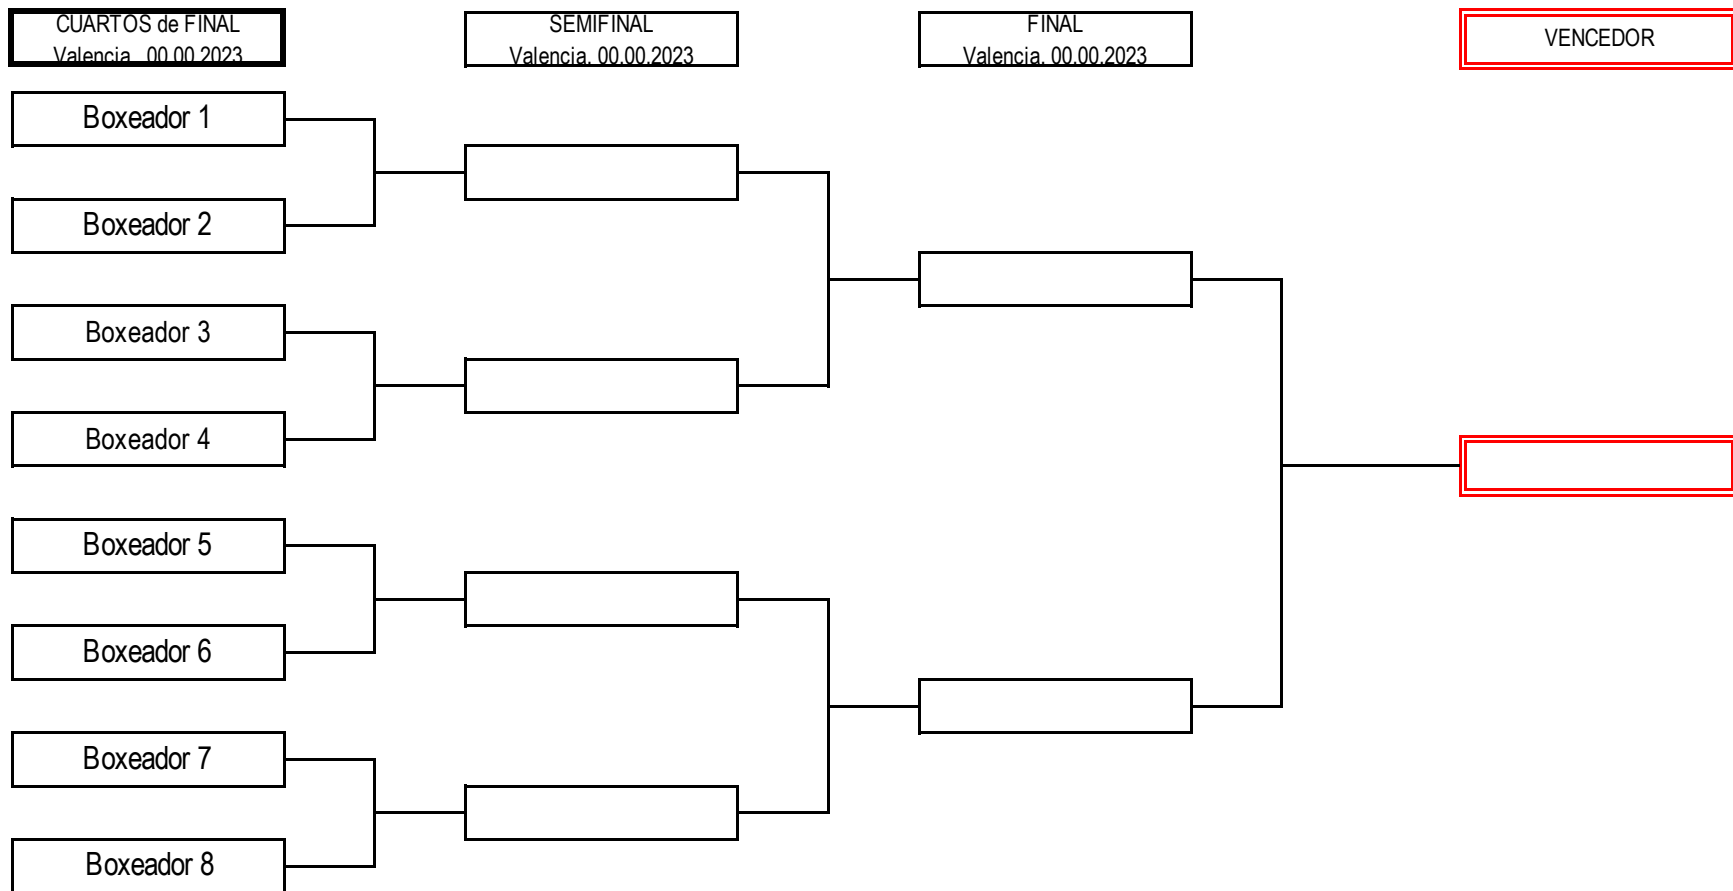 CUARTOS de FINAL
Valencia, 00.00.2023
SEMIFINAL
Valencia, 00.00.2023
FINAL
Valencia, 00.00.2023
VENCEDOR
Boxeador 1
Boxeador 2
Boxeador 3
Boxeador 4
Boxeador 5
Boxeador 6
Boxeador 7
Boxeador 8